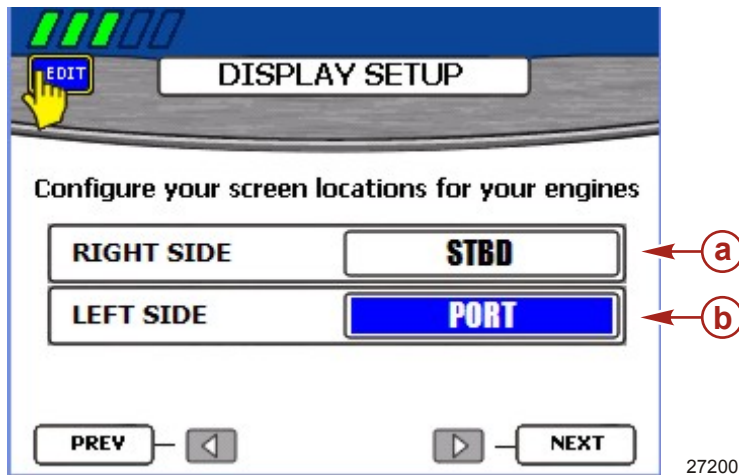 EDIT
DISPLAY SETUP
Configure your screen locations for your engines
RIGHT SIDE STBD a
LEFT SIDE PORT b
PREV NEXT
27200